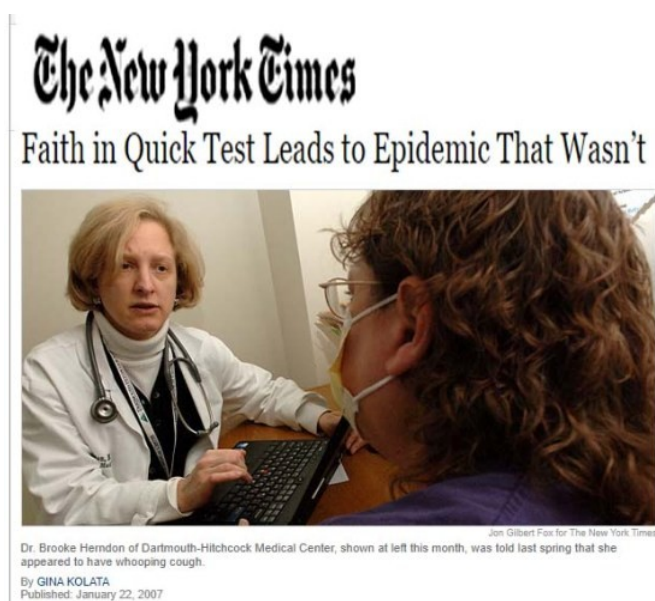 The New York Times
Faith in Quick Test Leads to Epidemic That Wasn't
Jon Gilbert Fox for The New York Times
Dr. Brooke Herndon of Dartmouth-Hitchcock Medical Center, shown at left this month, was told last spring that she
appeared to have whooping cough.
By GINA KOLATA
Published: January 22, 2007